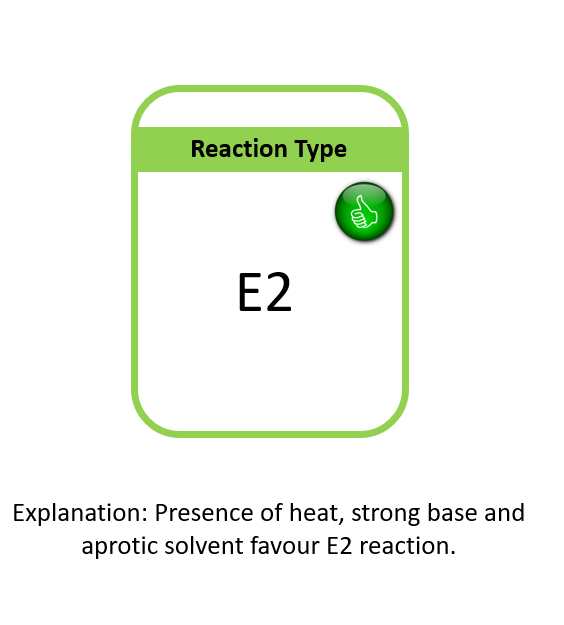 Reaction Type
E2
Explanation: Presence of heat, strong base and
aprotic solvent favour E2 reaction.